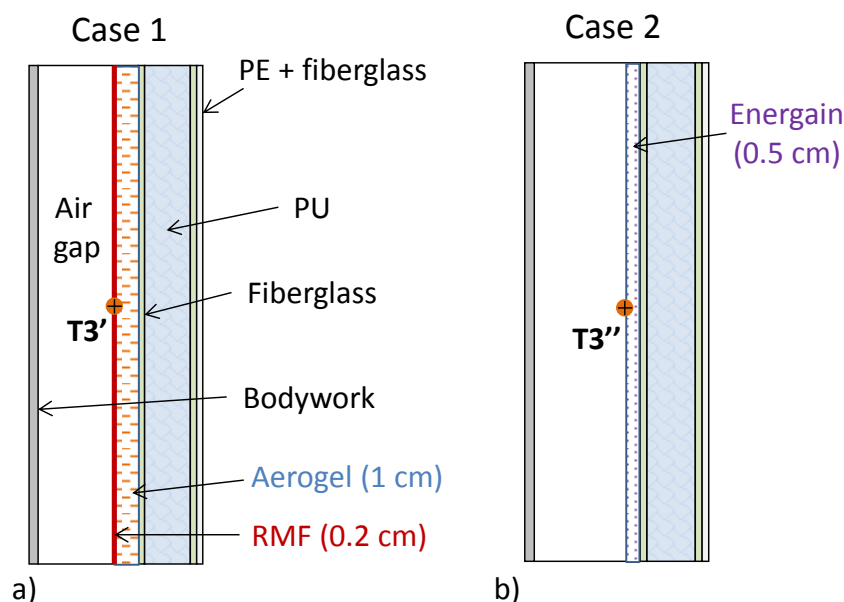 Case 1
PE + fiberglass
Air
gap
PU
T3’
Fiberglass
Bodywork
Aerogel (1 cm)
RMF (0.2 cm)
a)
Case 2
Energain
(0.5 cm)
T3’’
b)